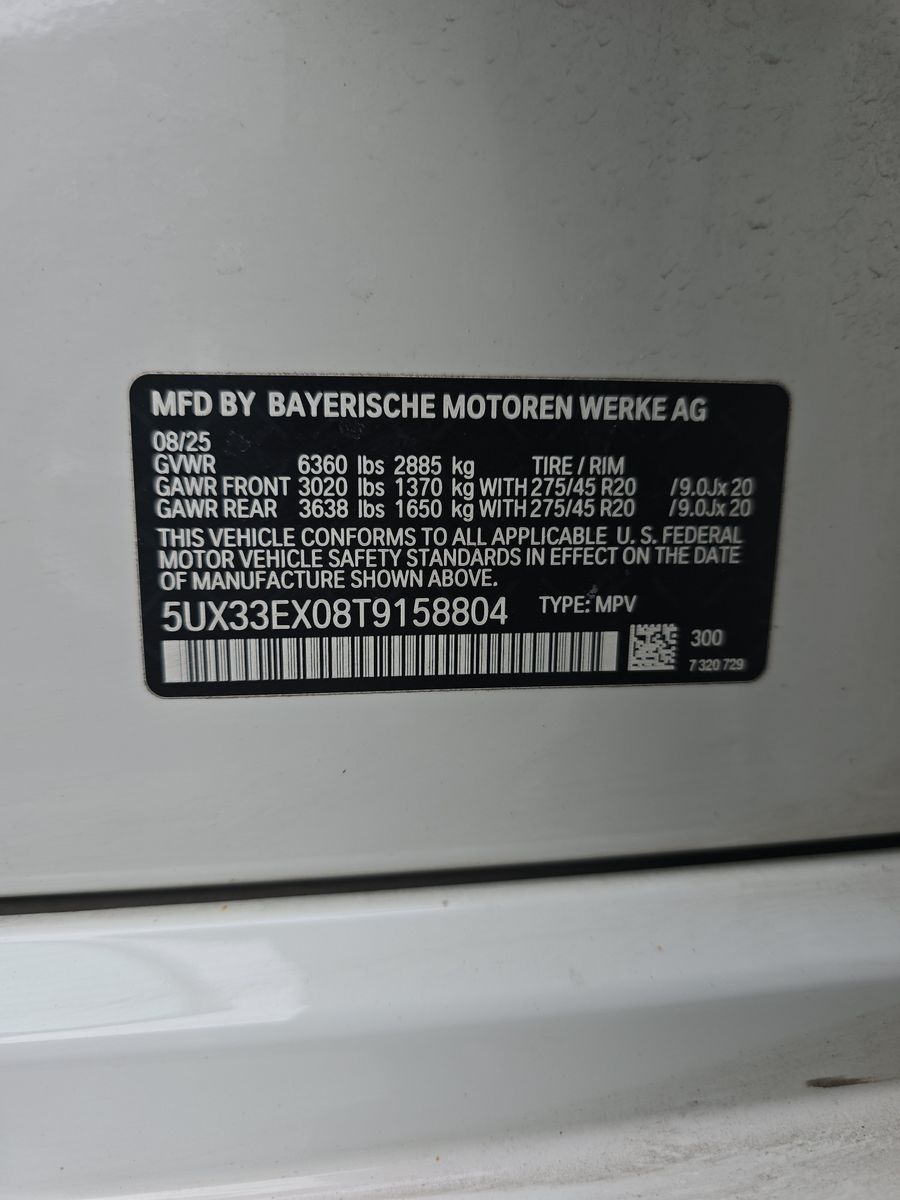 MFD BY BAYERISCHE MOTOREN WERKE AG
08/25
GVWR 6360 lbs 2885 kg TIRE / RIM
GAWR FRONT 3020 lbs 1370 kg WITH 275/45 R20 /9.0Jx 20
GAWR REAR 3638 lbs 1650 kg WITH 275/45 R20 /9.0Jx 20
THIS VEHICLE CONFORMS TO ALL APPLICABLE U. S. FEDERAL
MOTOR VEHICLE SAFETY STANDARDS IN EFFECT ON THE DATE
OF MANUFACTURE SHOWN ABOVE.
5UX33EX08T9158804 TYPE: MPV
300
7 320 729